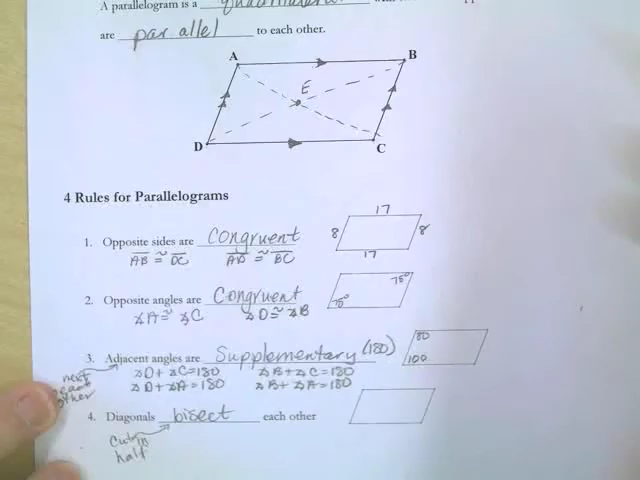 A parallelogram is a quadrilateral
are parallel to each other.
A
B
E
D
C
4 Rules for Parallelograms
17
1. Opposite sides are Congruent
8
8
17
AB ≅ DC AD ≅ BC
2. Opposite angles are Congruent
75°
75°
∡A ≅ ∡C ∡D ≅ ∡B
3. Adjacent angles are Supplementary (180)
80
100
next
each
other
∡D + ∡C = 180 ∡B + ∡C = 180
∡D + ∡A = 180 ∡B + ∡A = 180
4. Diagonals bisect each other
Cut in
half